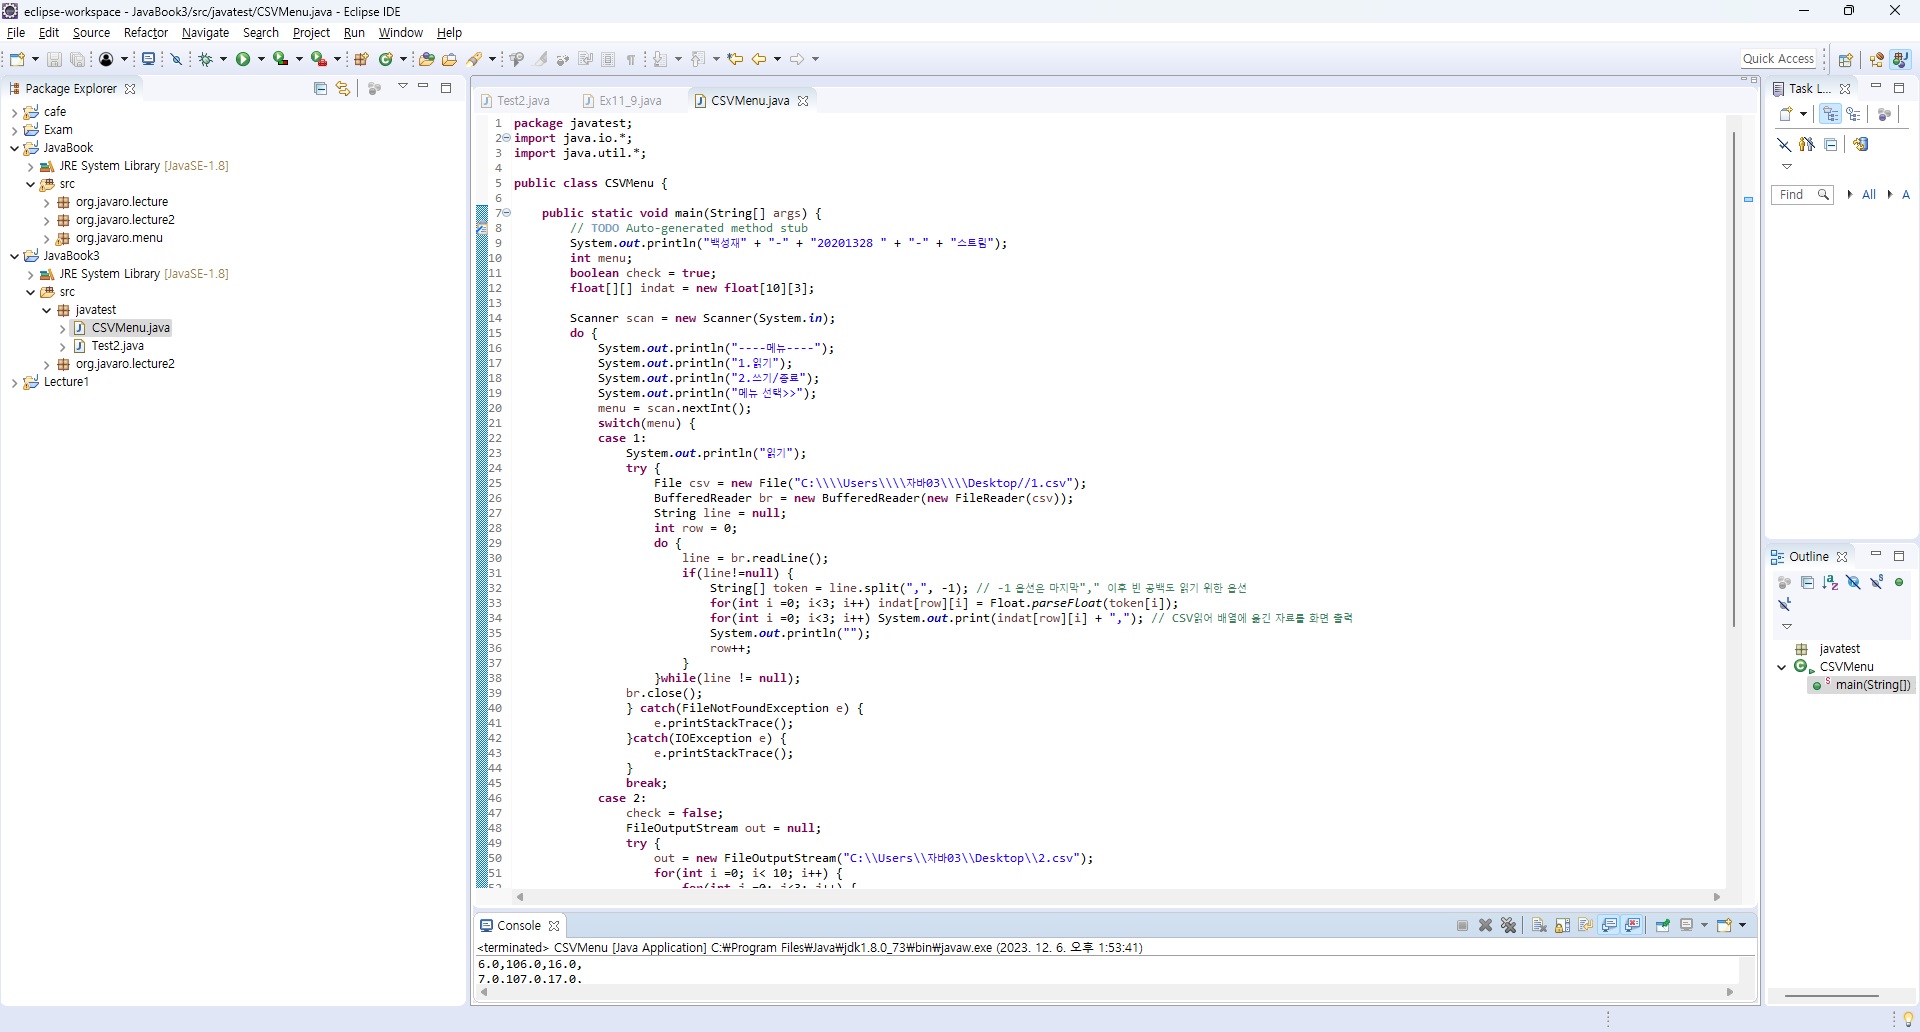 eclipse-workspace - JavaBook3/src/javatest/CSVMenu.java - Eclipse IDE
File Edit Source Refactor Navigate Search Project Run Window Help
Quick Access
Package Explorer
cafe
Exam
JavaBook
JRE System Library [JavaSE-1.8]
src
org.javaro.lecture
org.javaro.lecture2
org.javaro.menu
JavaBook3
JRE System Library [JavaSE-1.8]
src
javatest
CSVMenu.java
Test2.java
org.javaro.lecture2
Lecture1
Test2.java Ex11_9.java CSVMenu.java
1 package javatest;
2 import java.io.*;
3 import java.util.*;
4
5 public class CSVMenu {
6
7 public static void main(String[] args) {
8 // TODO Auto-generated method stub
9 System.out.println("백성재" + "-" + "20201328 " + "-" + "스트림");
10 int menu;
11 boolean check = true;
12 float[][] indat = new float[10][3];
13
14 Scanner scan = new Scanner(System.in);
15 do {
16 System.out.println("----메뉴----");
17 System.out.println("1.읽기");
18 System.out.println("2.쓰기/종료");
19 System.out.println("메뉴 선택>>");
20 menu = scan.nextInt();
21 switch(menu) {
22 case 1:
23 System.out.println("읽기");
24 try {
25 File csv = new File("C:\\\\Users\\\\자바03\\\\Desktop//1.csv");
26 BufferedReader br = new BufferedReader(new FileReader(csv));
27 String line = null;
28 int row = 0;
29 do {
30 line = br.readLine();
31 if(line!=null) {
32 String[] token = line.split(",", -1); // -1 옵션은 마지막"," 이후 빈 공백도 읽기 위한 옵션
33 for(int i =0; i<3; i++) indat[row][i] = Float.parseFloat(token[i]);
34 for(int i =0; i<3; i++) System.out.print(indat[row][i] + ","); // CSV읽어 배열에 옮긴 자료를 화면 출력
35 System.out.println("");
36 row++;
37 }
38 }while(line != null);
39 br.close();
40 } catch(FileNotFoundException e) {
41 e.printStackTrace();
42 }catch(IOException e) {
43 e.printStackTrace();
44 }
45 break;
46 case 2:
47 check = false;
48 FileOutputStream out = null;
49 try {
50 out = new FileOutputStream("C:\\Users\\자바03\\Desktop\\2.csv");
51 for(int i =0; i< 10; i++) {
52 for(int i =0; i<3; i++) {
Console
<terminated> CSVMenu [Java Application] C:₩Program Files₩Java₩jdk1.8.0_73₩bin₩javaw.exe (2023. 12. 6. 오후 1:53:41)
6.0,106.0,16.0,
7.0,107.0,17.0,
Task L...
Find All A
Outline
javatest
CSVMenu
main(String[])